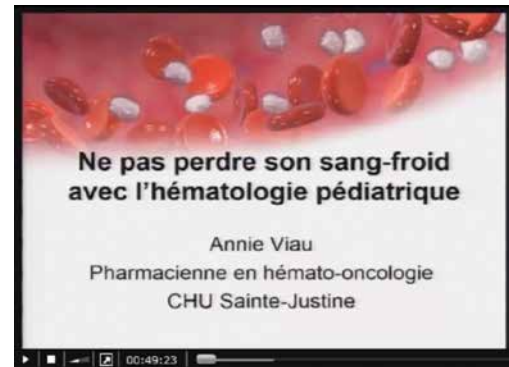 Ne pas perdre son sang-froid
avec l'hématologie pédiatrique
Annie Viau
Pharmacienne en hémato-oncologie
CHU Sainte-Justine
00:49:23